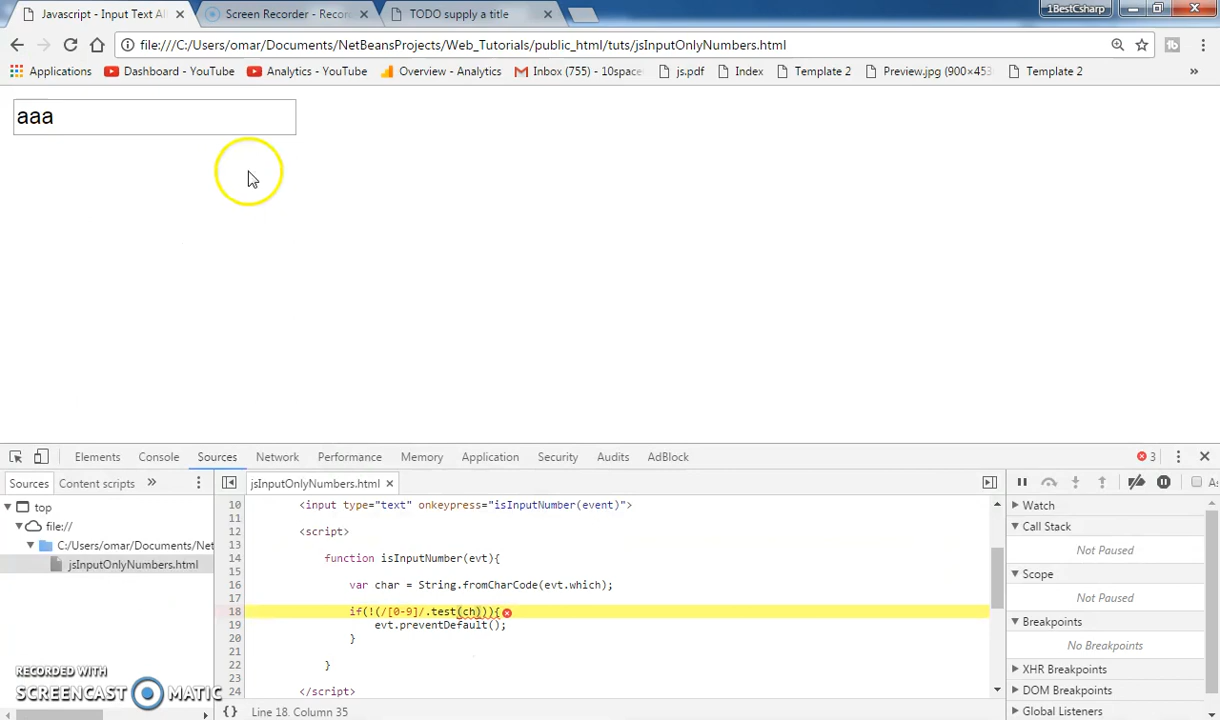 Javascript - Input Text Al
Screen Recorder - Recor
TODO supply a title
1BestCsharp
file:///C:/Users/omar/Documents/NetBeansProjects/Web_Tutorials/public_html/tuts/jsInputOnlyNumbers.html
Applications
Dashboard - YouTube
Analytics - YouTube
Overview - Analytics
Inbox (755) - 10space
js.pdf
Index
Template 2
Preview.jpg (900×453
Template 2
»
aaa
Elements
Console
Sources
Network
Performance
Memory
Application
Security
Audits
AdBlock
3
Sources
Content scripts
»
jsInputOnlyNumbers.html
As
top
file://
C:/Users/omar/Documents/Net
jsInputOnlyNumbers.html
10 <input type="text" onkeypress="isInputNumber(event)">
11
12 <script>
13
14 function isInputNumber(evt){
15
16 var char = String.fromCharCode(evt.which);
17
18 if(!(/[0-9]/.test(ch))){
19 evt.preventDefault();
20 }
21
22 }
23
24 </script>
Watch
Call Stack
Not Paused
Scope
Not Paused
Breakpoints
No Breakpoints
XHR Breakpoints
DOM Breakpoints
Global Listeners
{} Line 18, Column 35
RECORDED WITH
SCREENCAST MATIC